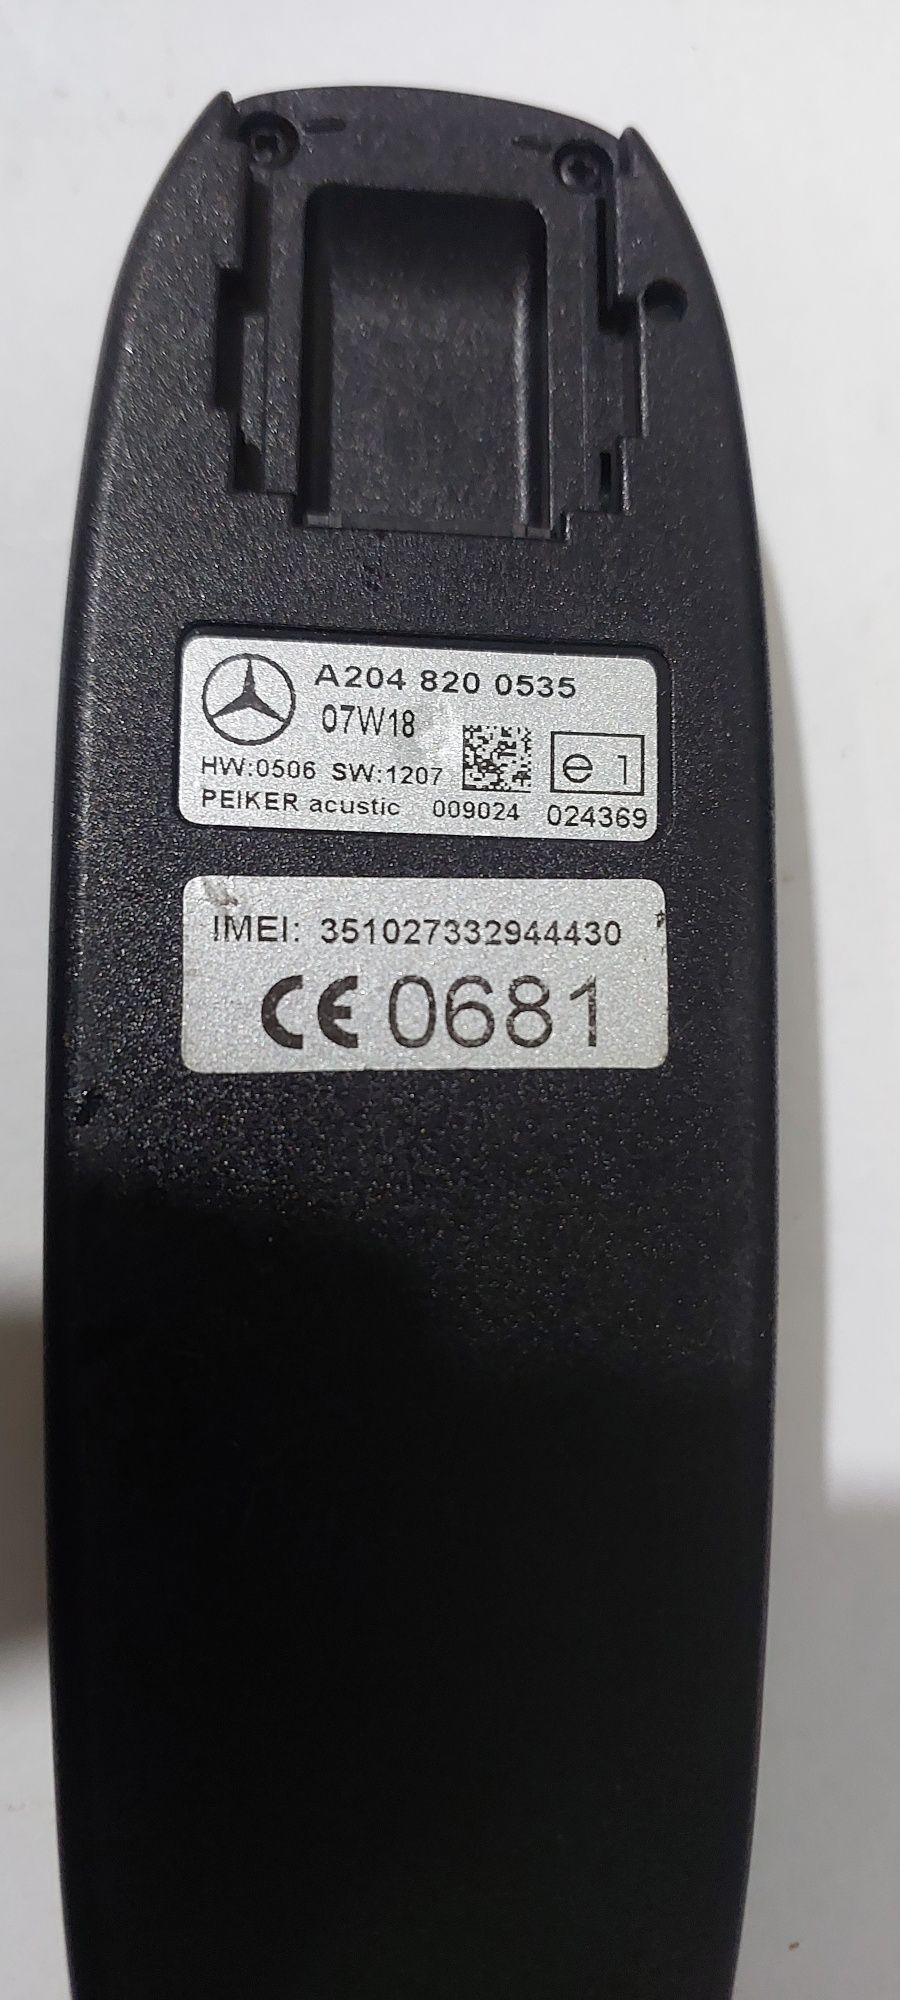 A204 820 0535
07W18
HW:0506 SW:1207
e 1
PEIKER acustic 009024 024369
IMEI: 351027332944430
CE 0681